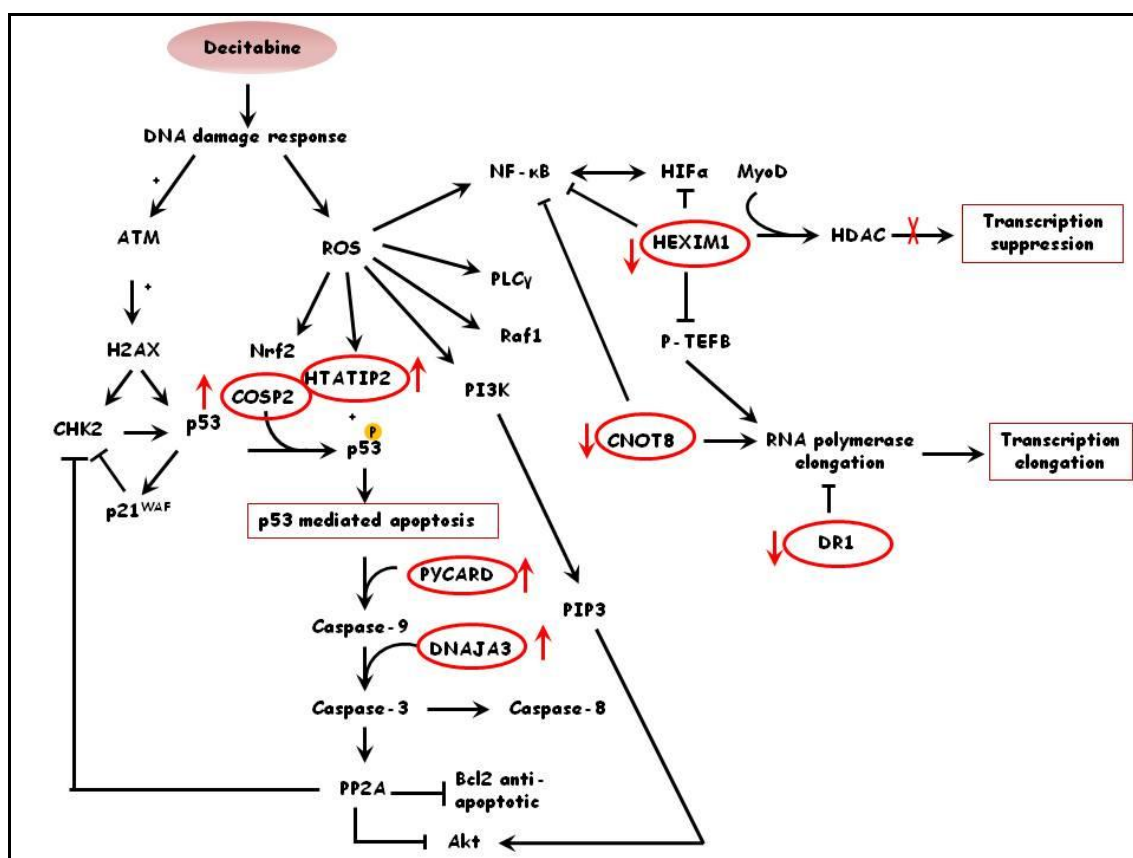 Decitabine
DNA damage response
+
ATM
ROS
+
H2AX
CHK2
p53
p21WAF
Nrf2
HTATIP2
COSP2
+
P
p53
p53 mediated apoptosis
PYCARD
Caspase-9
DNAJA3
Caspase-3
Caspase-8
PP2A
Bcl2 anti-
apoptotic
Akt
NF-κB
HIFα
MyoD
PLCγ
Raf1
PI3K
PIP3
HEXIM1
HDAC
X
Transcription
suppression
P-TEFB
CNOT8
RNA polymerase
elongation
Transcription
elongation
DR1